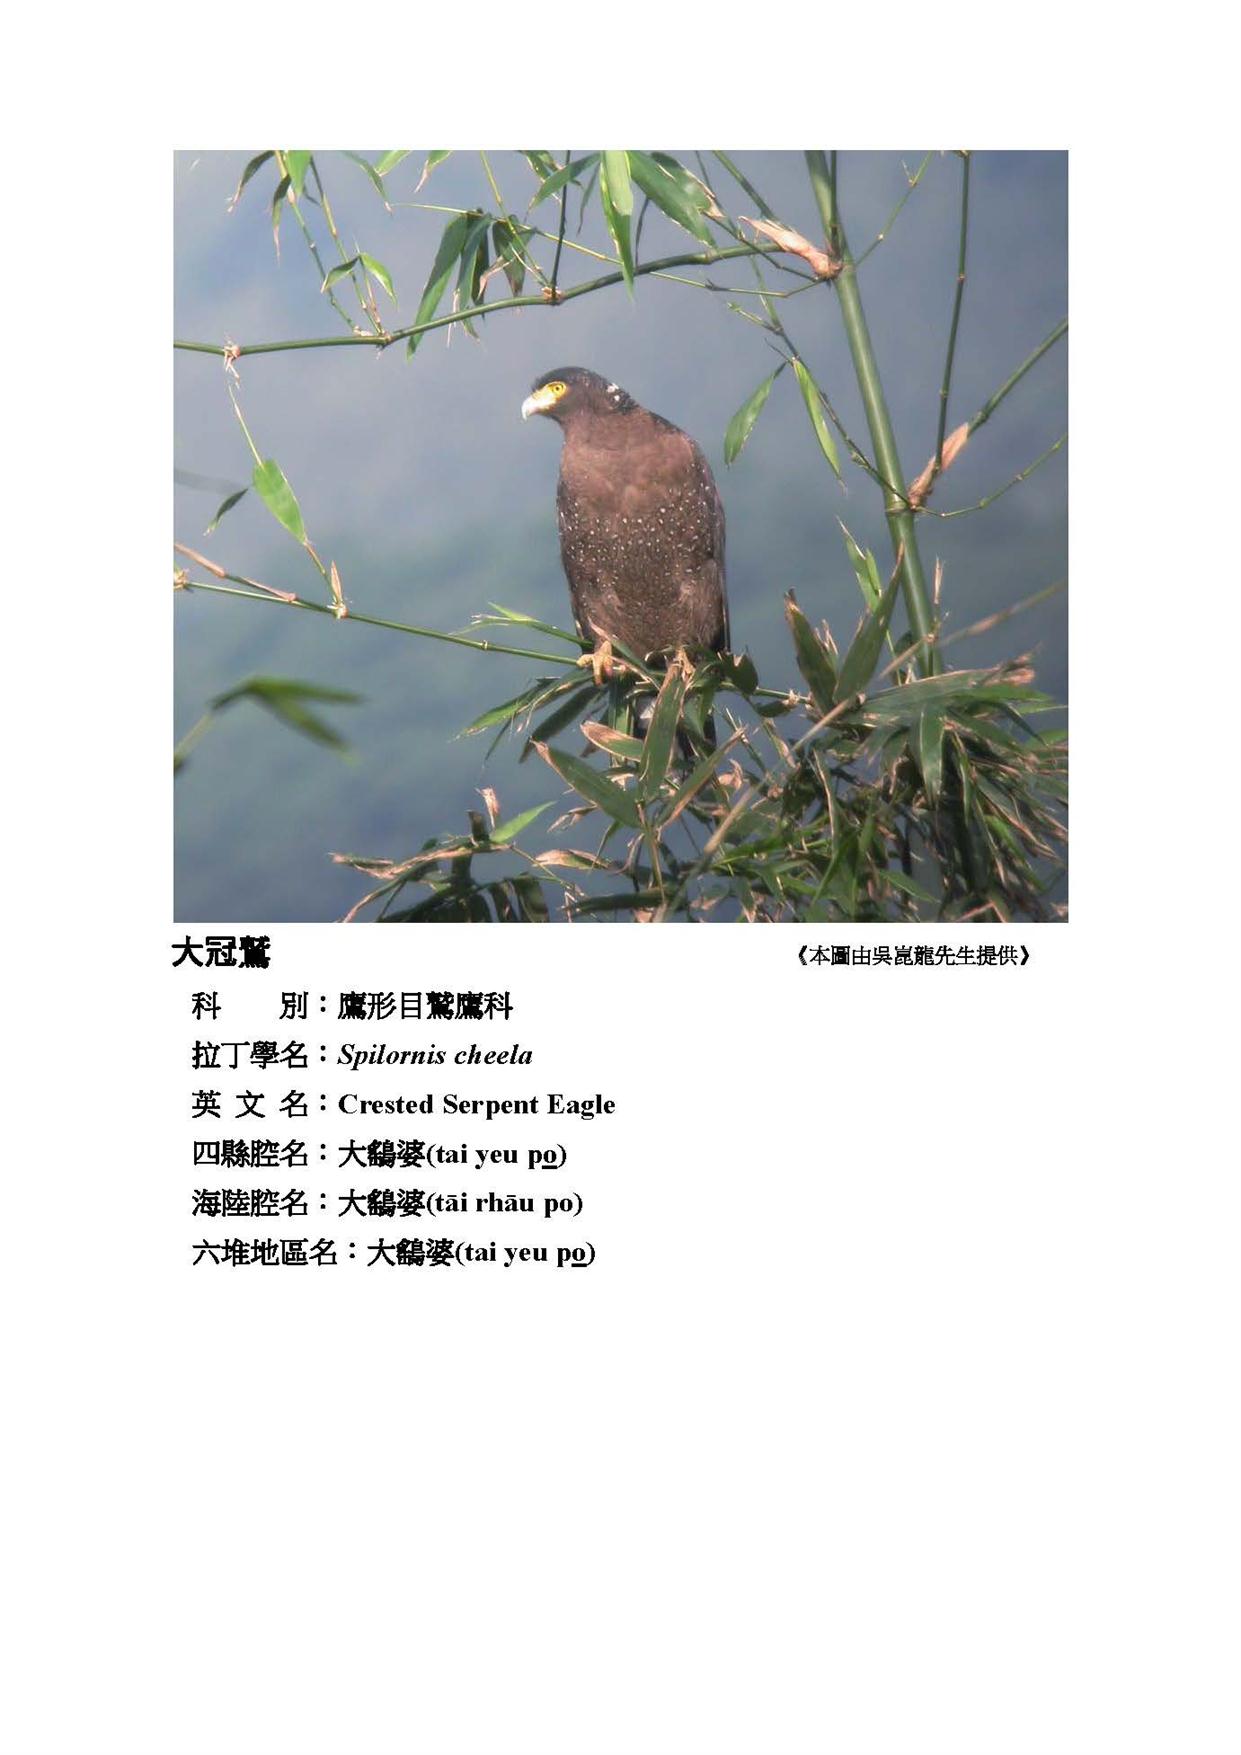 大冠鷲 《本圖由吳崑龍先生提供》
科 別：鷹形目鷲鷹科
拉丁學名：Spilornis cheela
英 文 名：Crested Serpent Eagle
四縣腔名：大鷂婆(tai yeu po)
海陸腔名：大鷂婆(tāi rhāu po)
六堆地區名：大鷂婆(tai yeu po)